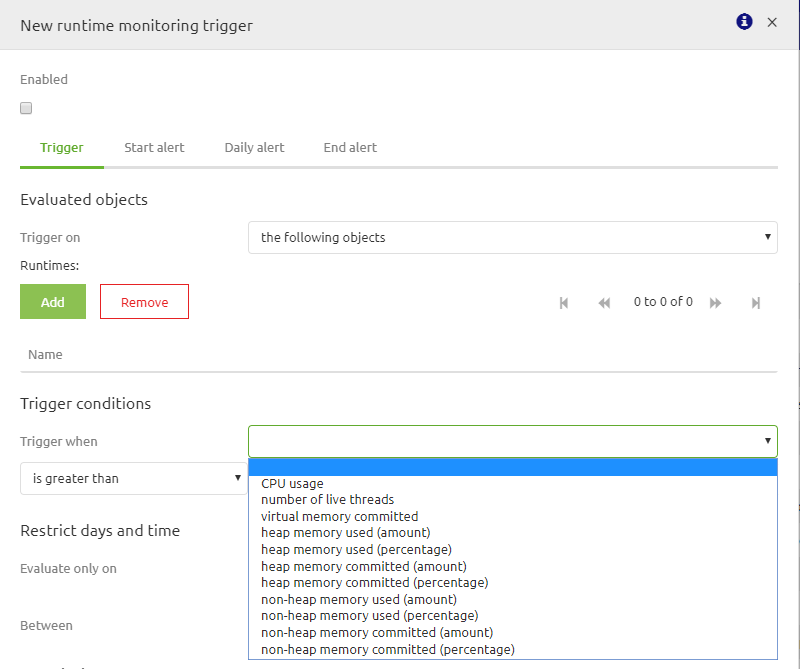 New runtime monitoring trigger
Enabled
Trigger Start alert Daily alert End alert
Evaluated objects
Trigger on the following objects
Runtimes:
Add Remove 0 to 0 of 0
Name
Trigger conditions
Trigger when
is greater than
CPU usage
number of live threads
virtual memory committed
heap memory used (amount)
heap memory used (percentage)
heap memory committed (amount)
heap memory committed (percentage)
non-heap memory used (amount)
non-heap memory used (percentage)
non-heap memory committed (amount)
non-heap memory committed (percentage)
Restrict days and time
Evaluate only on
Between